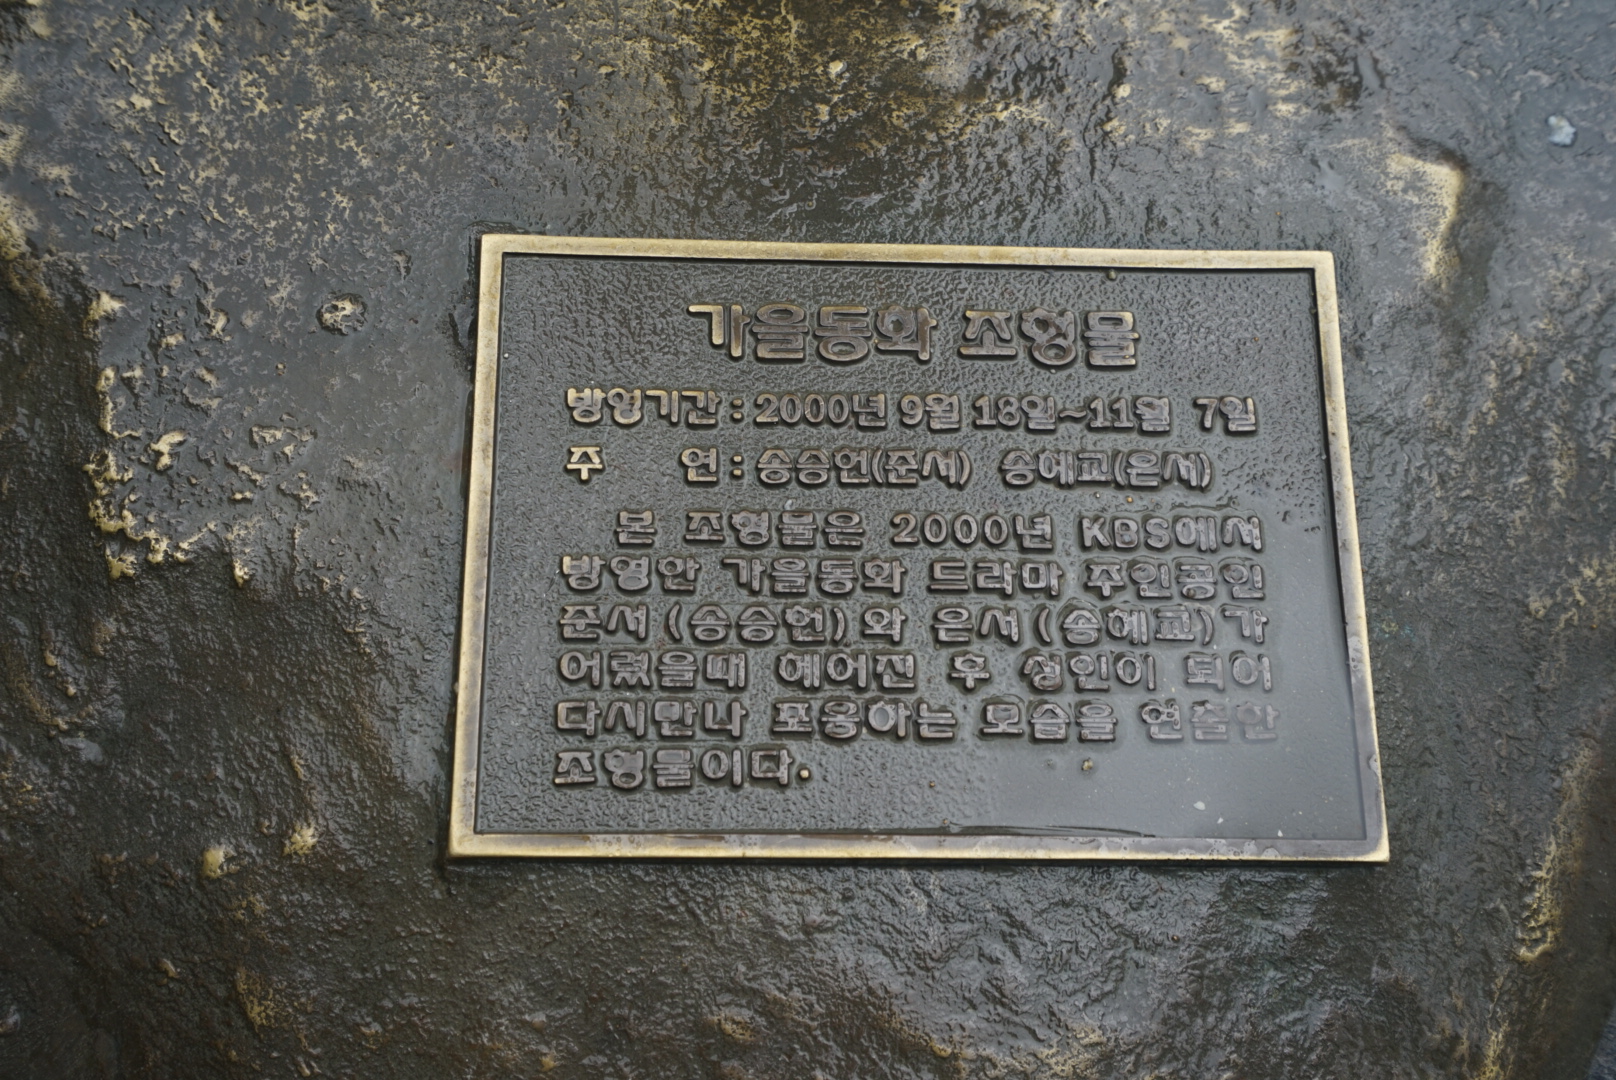 가을동화 조형물
방영기간 : 2000년 9월 18일~11월 7일
주 연 : 송승헌(준서) 송혜교(은서)
본 조형물은 2000년 KBS에서
방영한 가을동화 드라마 주인공인
준서(송승헌)와 은서(송혜교)가
어렸을때 헤어진 후 성인이 되어
다시만나 포옹하는 모습을 연출한
조형물이다.